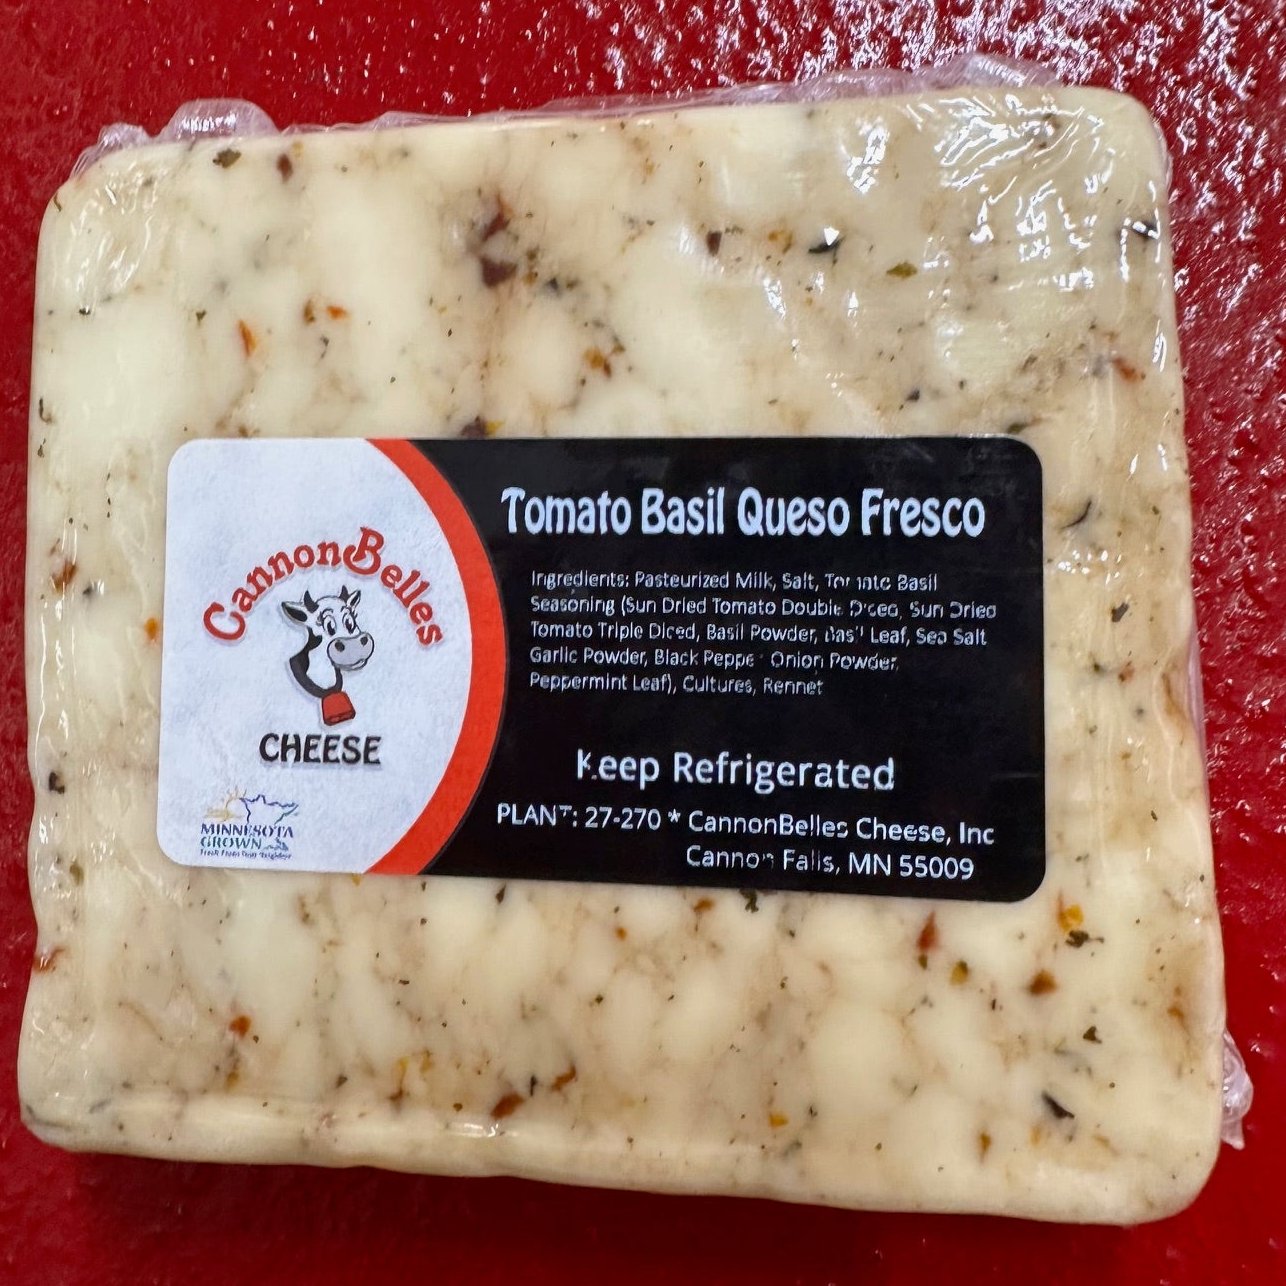 CannonBelles
CHEESE
MINNESOTA
GROWN
Tomato Basil Queso Fresco
Ingredients: Pasteurized Milk, Salt, Tomato Basil
Seasoning (Sun Dried Tomato Double Diced, Sun Dried
Tomato Triple Diced, Basil Powder, Basil Leaf, Sea Salt
Garlic Powder, Black Pepper Onion Powder,
Peppermint Leaf), Cultures, Rennet
Keep Refrigerated
PLANT: 27-270 * CannonBelles Cheese, Inc
Cannon Falls, MN 55009